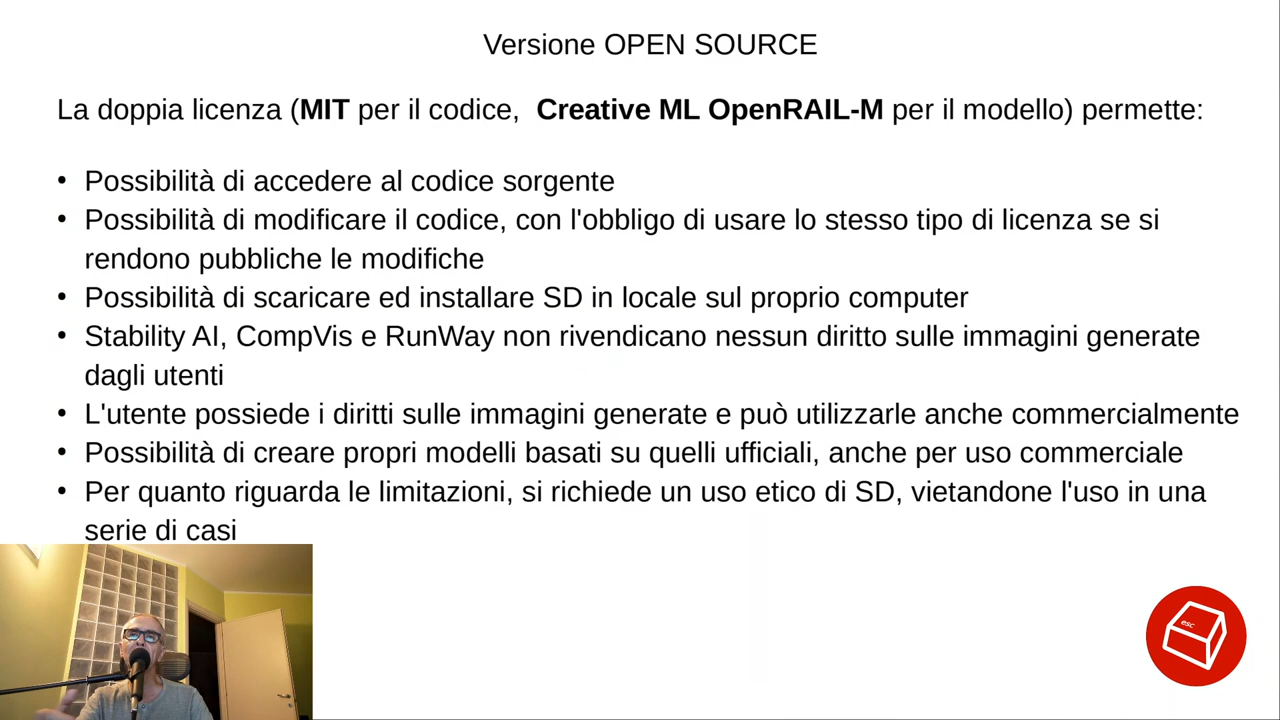 Versione OPEN SOURCE
La doppia licenza (MIT per il codice, Creative ML OpenRAIL-M per il modello) permette:
• Possibilità di accedere al codice sorgente
• Possibilità di modificare il codice, con l'obbligo di usare lo stesso tipo di licenza se si
rendono pubbliche le modifiche
• Possibilità di scaricare ed installare SD in locale sul proprio computer
• Stability AI, CompVis e RunWay non rivendicano nessun diritto sulle immagini generate
dagli utenti
• L'utente possiede i diritti sulle immagini generate e può utilizzarle anche commercialmente
• Possibilità di creare propri modelli basati su quelli ufficiali, anche per uso commerciale
• Per quanto riguarda le limitazioni, si richiede un uso etico di SD, vietandone l'uso in una
serie di casi
esc